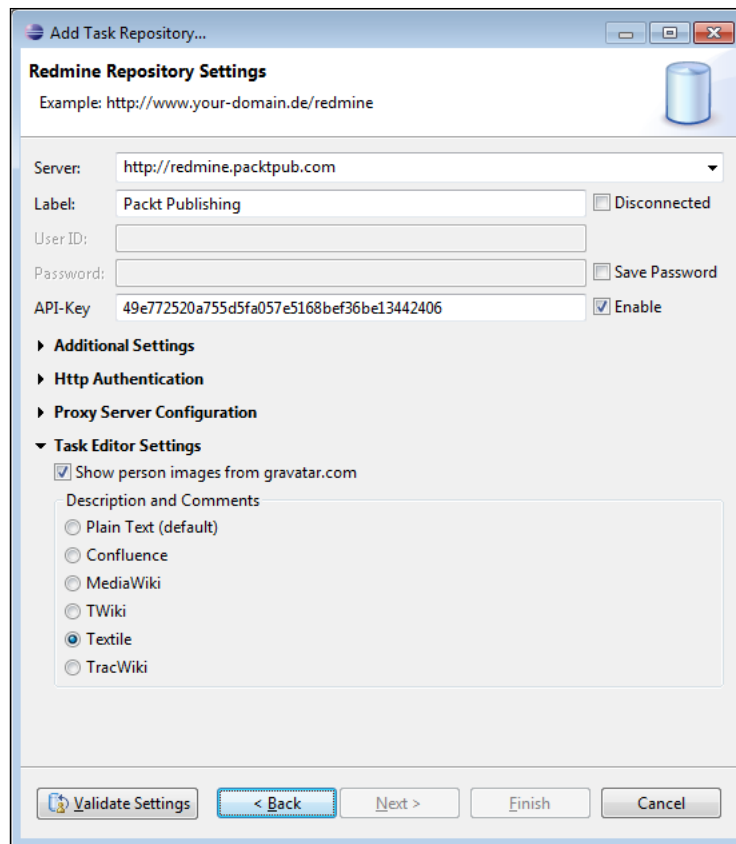 Add Task Repository...
Redmine Repository Settings
Example: http://www.your-domain.de/redmine
Server: http://redmine.packtpub.com
Label: Packt Publishing Disconnected
User ID:
Password: Save Password
API-Key 49e772520a755d5fa057e5168bef36be13442406 Enable
Additional Settings
Http Authentication
Proxy Server Configuration
Task Editor Settings
Show person images from gravatar.com
Description and Comments
Plain Text (default)
Confluence
MediaWiki
TWiki
Textile
TracWiki
Validate Settings < Back Next > Finish Cancel